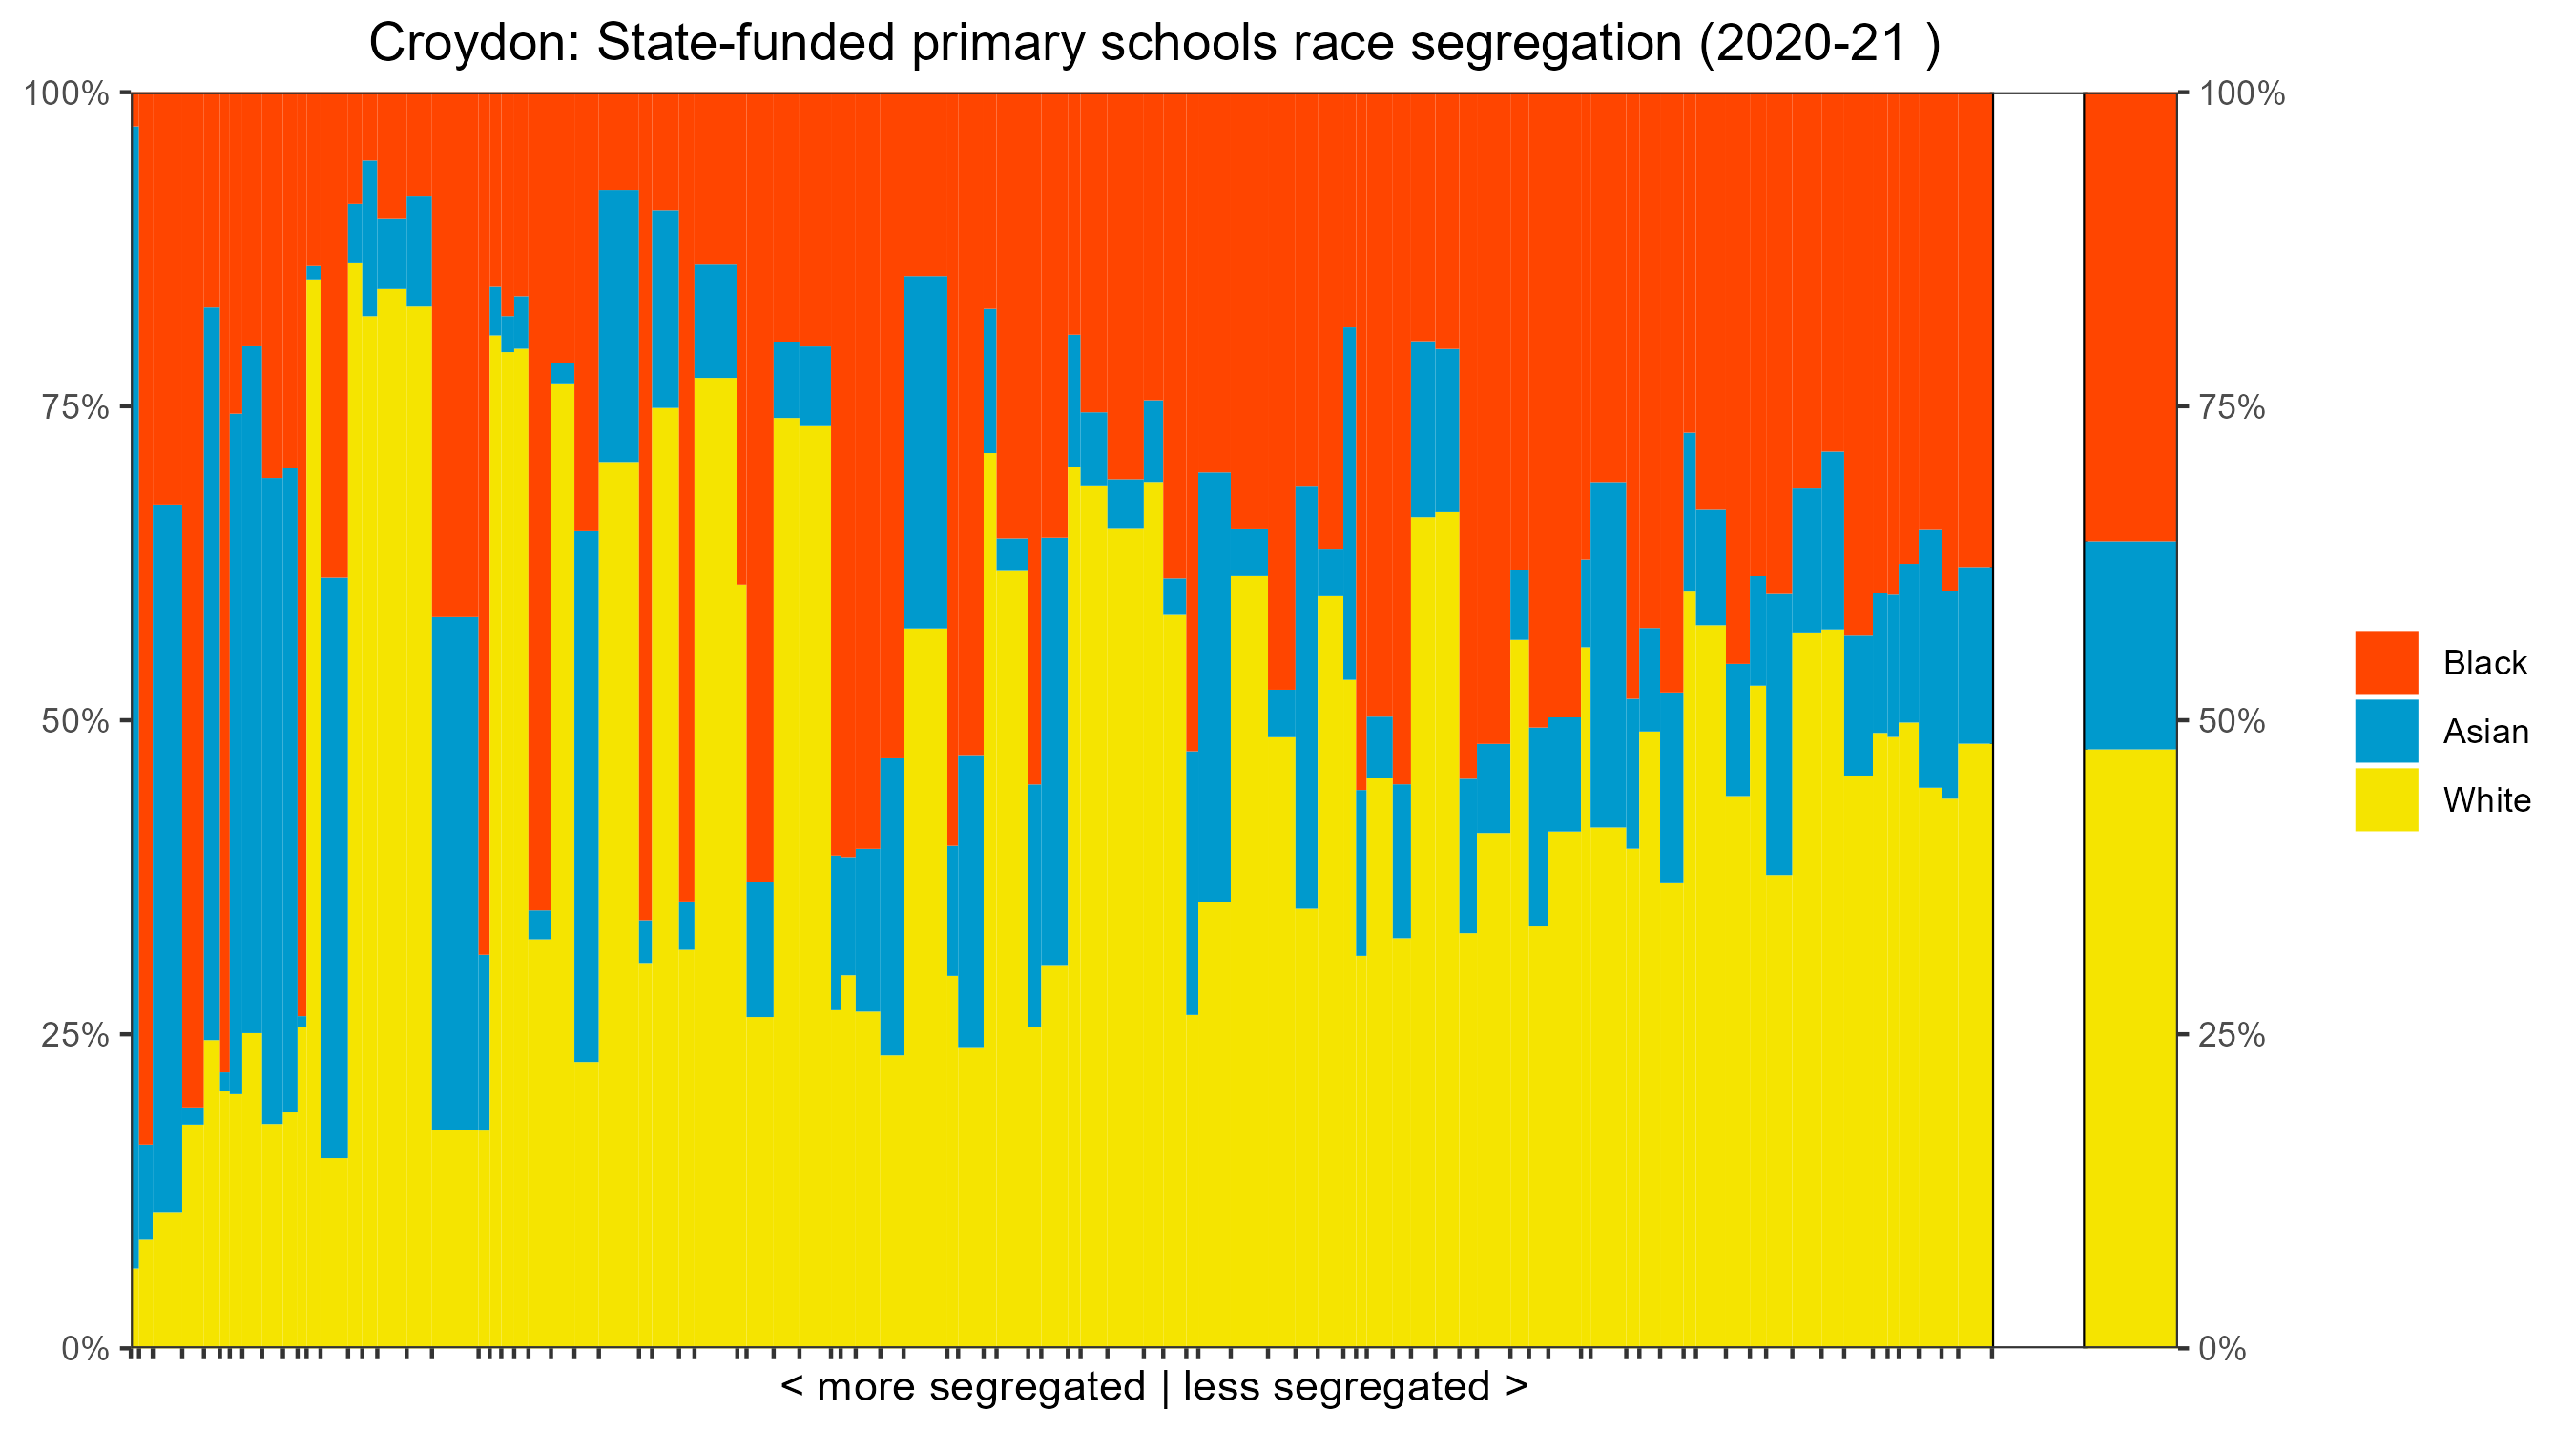 Croydon: State-funded primary schools race segregation (2020-21 )
100%
100%
75%
75%
Black
50%
50%
Asian
White
25%
25%
0%
0%
< more segregated | less segregated >